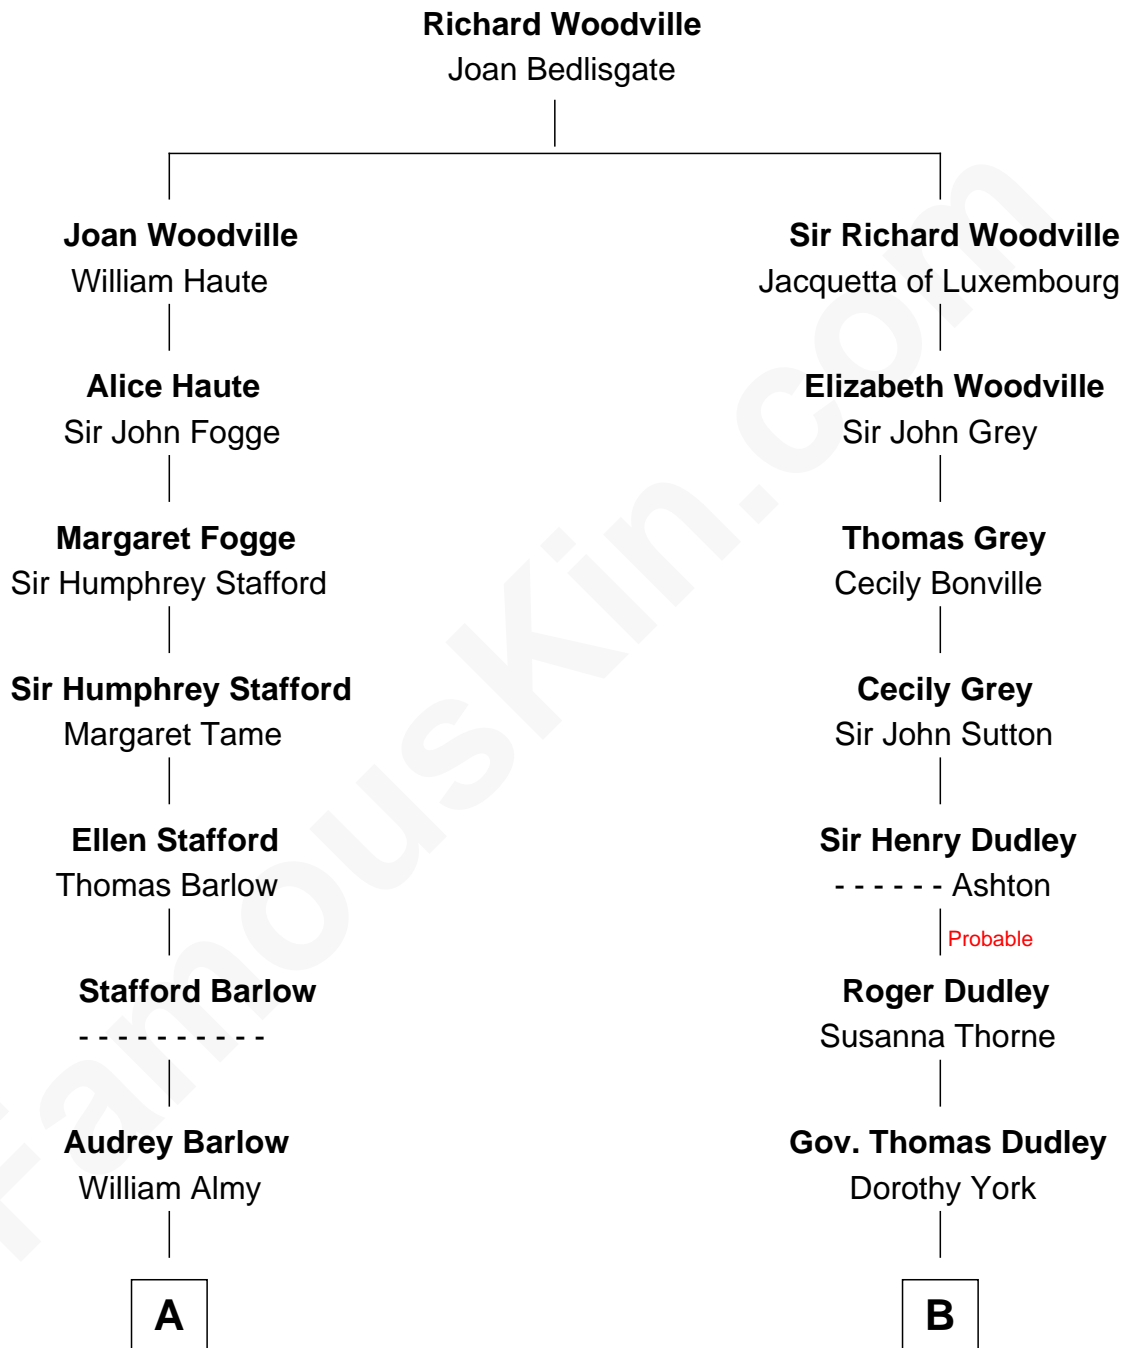 Richard Woodville
Joan Bedlisgate
Joan Woodville
William Haute
Sir Richard Woodville
Jacquetta of Luxembourg
Alice Haute
Sir John Fogge
Elizabeth Woodville
Sir John Grey
Margaret Fogge
Sir Humphrey Stafford
Thomas Grey
Cecily Bonville
Sir Humphrey Stafford
Margaret Tame
Cecily Grey
Sir John Sutton
Ellen Stafford
Thomas Barlow
Sir Henry Dudley
- - - - - - Ashton
Probable
Stafford Barlow
- - - - - - - - - -
Roger Dudley
Susanna Thorne
Audrey Barlow
William Almy
Gov. Thomas Dudley
Dorothy York
A
B
FamousKin.com